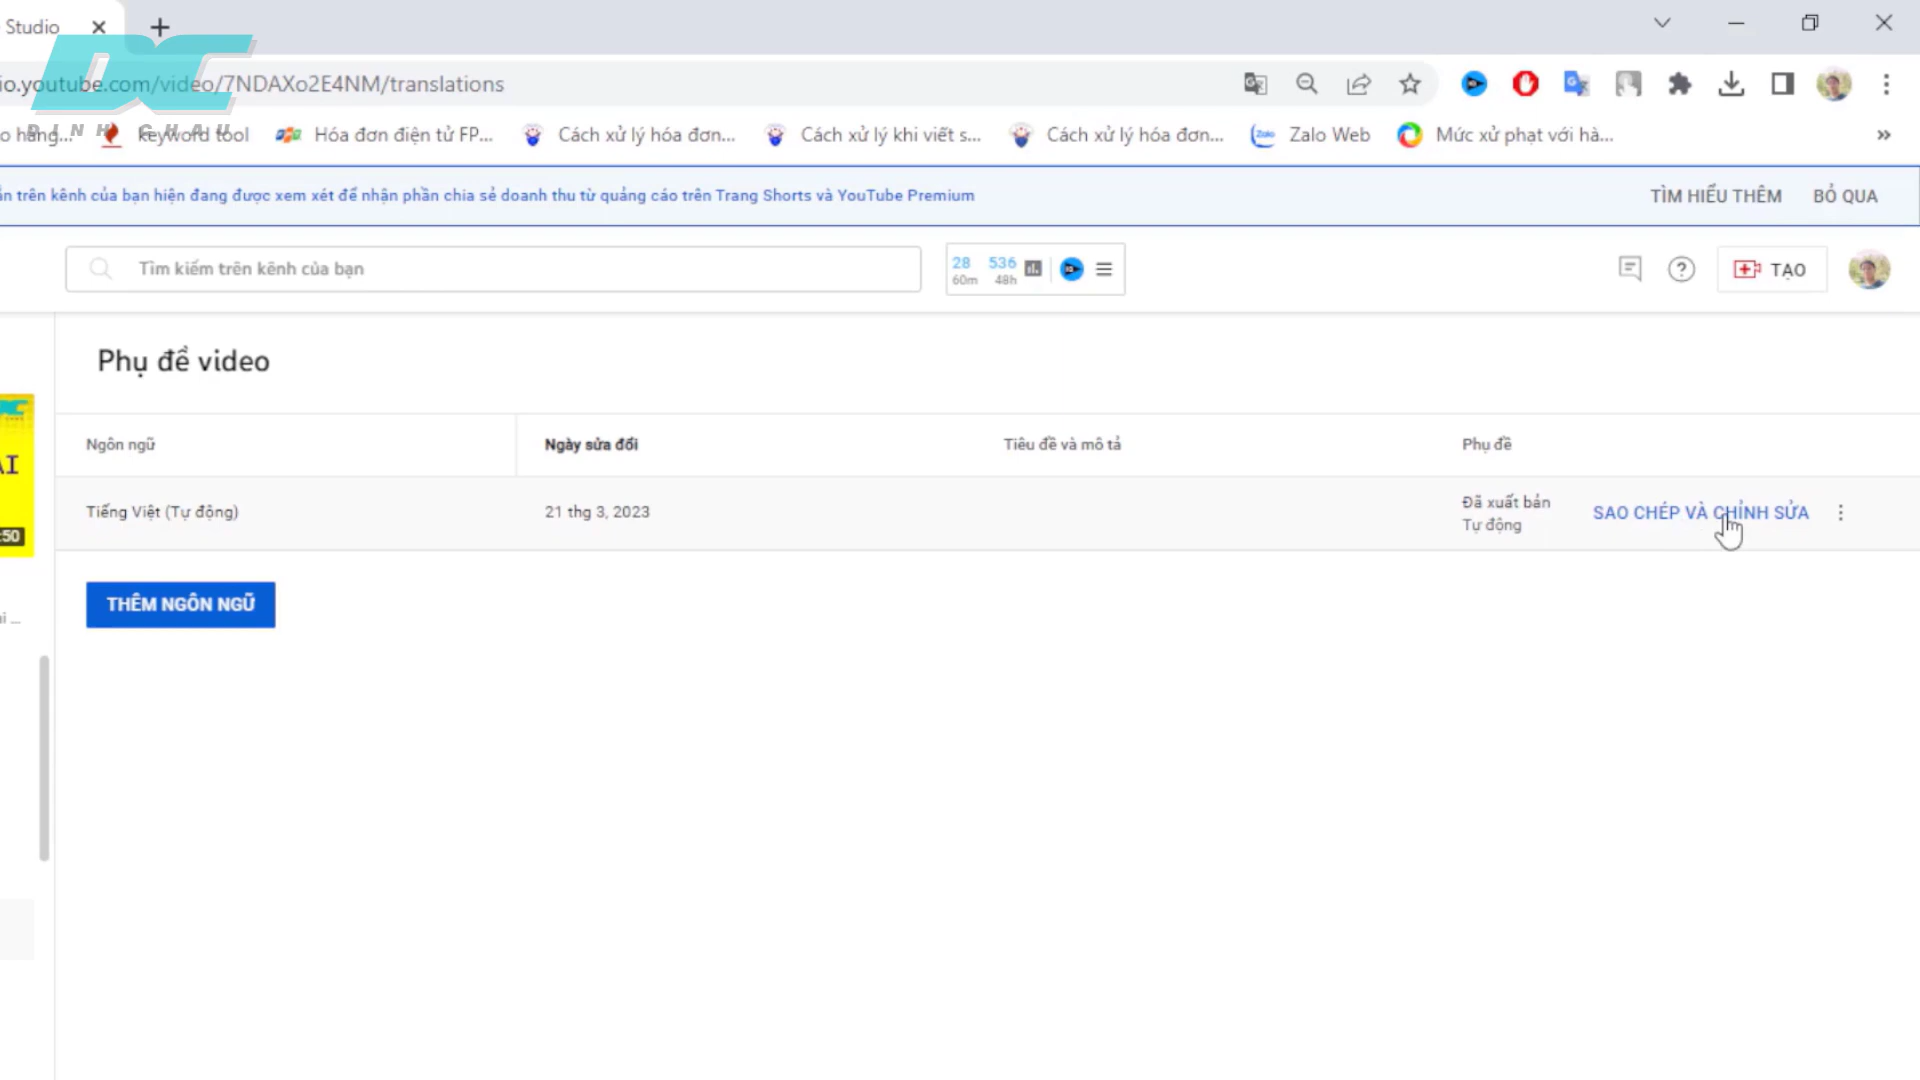 Studio
io.youtube.com/video/7NDAXo2E4NM/translations
DINH CHAU
keyword tool
Hóa đơn điện tử FP...
Cách xử lý hóa đơn...
Cách xử lý khi viết s...
Cách xử lý hóa đơn...
Zalo Web
Mức xử phạt với hà...
trên kênh của bạn hiện đang được xem xét để nhận phần chia sẻ doanh thu từ quảng cáo trên Trang Shorts và YouTube Premium
TÌM HIỂU THÊM
BỎ QUA
Tìm kiếm trên kênh của bạn
28 536
60m 48h
TẠO
Phụ đề video
Ngôn ngữ
Ngày sửa đổi
Tiêu đề và mô tả
Phụ đề
Tiếng Việt (Tự động)
21 thg 3, 2023
Đã xuất bản
Tự động
SAO CHÉP VÀ CHỈNH SỬA
THÊM NGÔN NGỮ
AI
:50